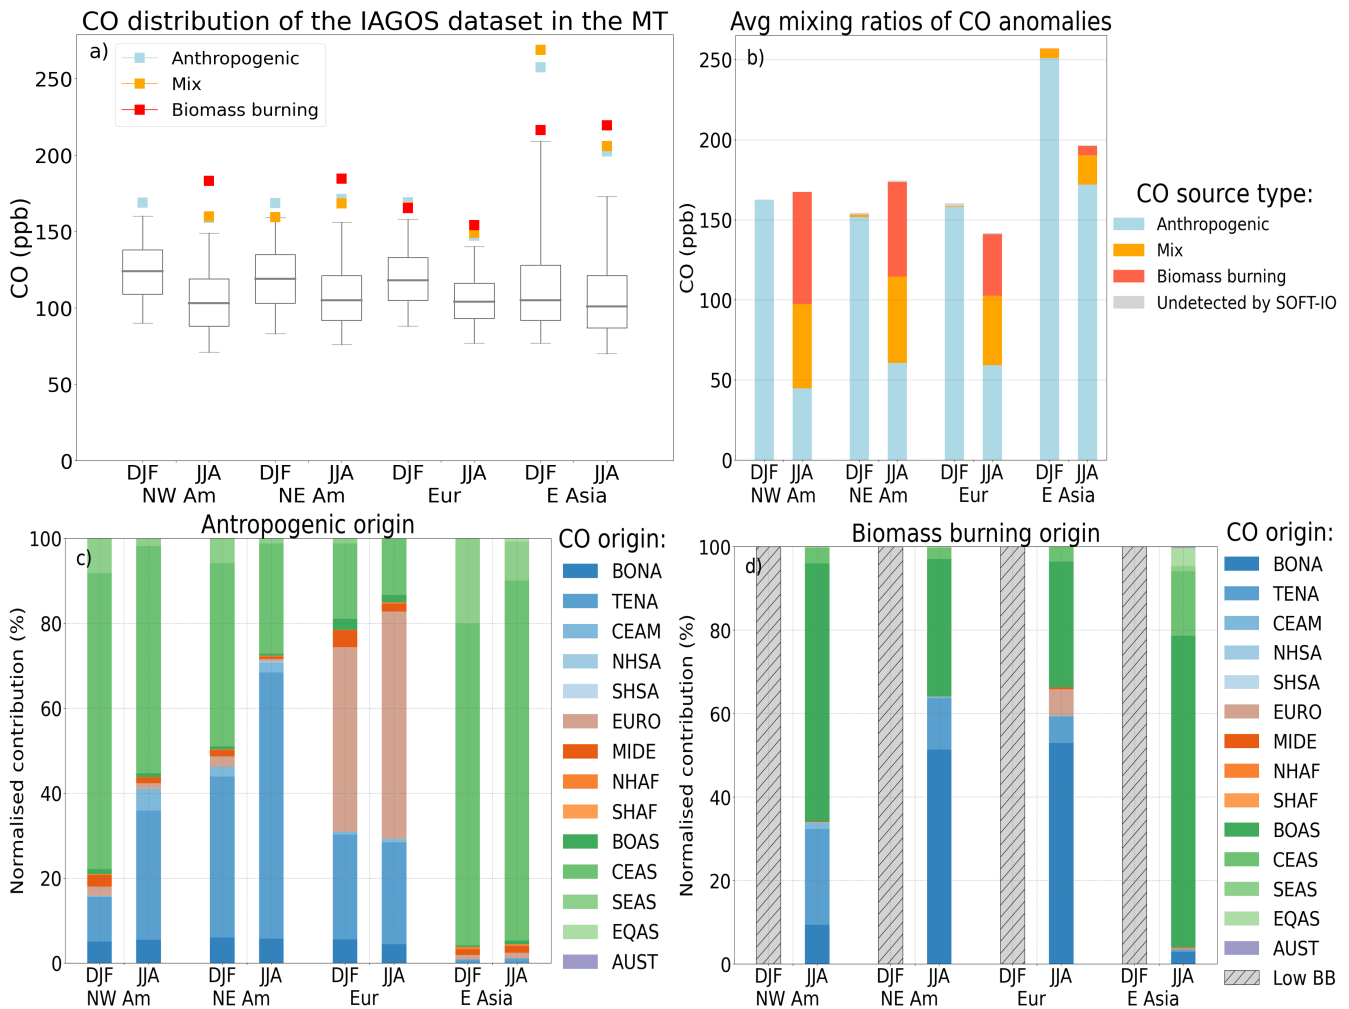 CO distribution of the IAGOS dataset in the MT
a)
Anthropogenic
Mix
Biomass burning
CO (ppb)
250
200
150
100
50
0
DJF JJA DJF JJA DJF JJA DJF JJA
NW Am NE Am Eur E Asia
Avg mixing ratios of CO anomalies
b)
CO (ppb)
250
200
150
100
50
0
DJF JJA DJF JJA DJF JJA DJF JJA
NW Am NE Am Eur E Asia
CO source type:
Anthropogenic
Mix
Biomass burning
Undetected by SOFT-IO
Antropogenic origin
c)
Normalised contribution (%)
100
80
60
40
20
0
DJF JJA DJF JJA DJF JJA DJF JJA
NW Am NE Am Eur E Asia
CO origin:
BONA
TENA
CEAM
NHSA
SHSA
EURO
MIDE
NHAF
SHAF
BOAS
CEAS
SEAS
EQAS
AUST
Biomass burning origin
d)
Normalised contribution (%)
100
80
60
40
20
0
DJF JJA DJF JJA DJF JJA DJF JJA
NW Am NE Am Eur E Asia
CO origin:
BONA
TENA
CEAM
NHSA
SHSA
EURO
MIDE
NHAF
SHAF
BOAS
CEAS
SEAS
EQAS
AUST
Low BB